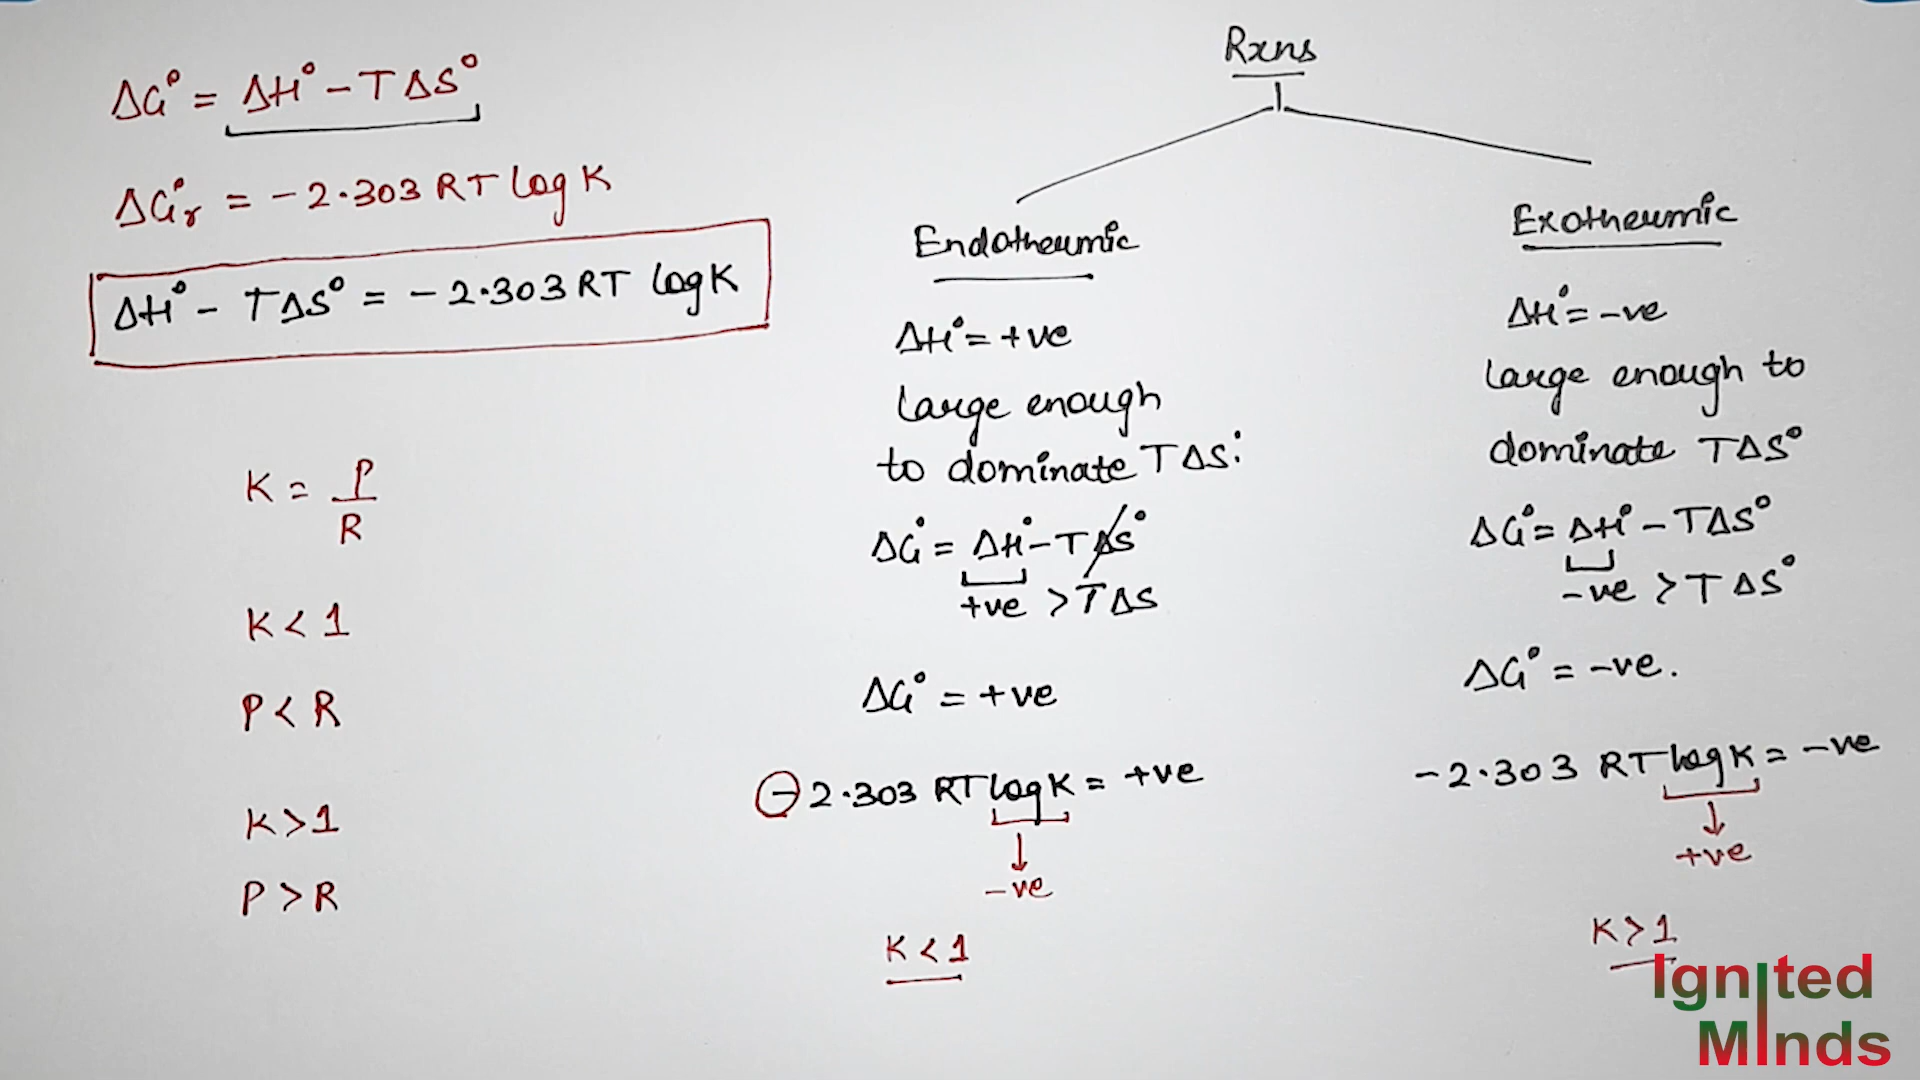 ΔG° = ΔH° - TΔS°
ΔG°r = -2.303 RT log K
ΔH° - TΔS° = -2.303 RT log K
K = P/R
K < 1
P < R
K > 1
P > R
Rxns
Endothermic
ΔH° = +ve
large enough
to dominate TΔS°
ΔG° = ΔH° - TΔS°
+ve > TΔS
ΔG° = +ve
-2.303 RT log K = +ve
↓
-ve
K < 1
Exothermic
ΔH° = -ve
large enough to
dominate TΔS°
ΔG° = ΔH° - TΔS°
-ve > TΔS°
ΔG° = -ve.
-2.303 RT log K = -ve
↓
+ve
K > 1
Ignited
Minds